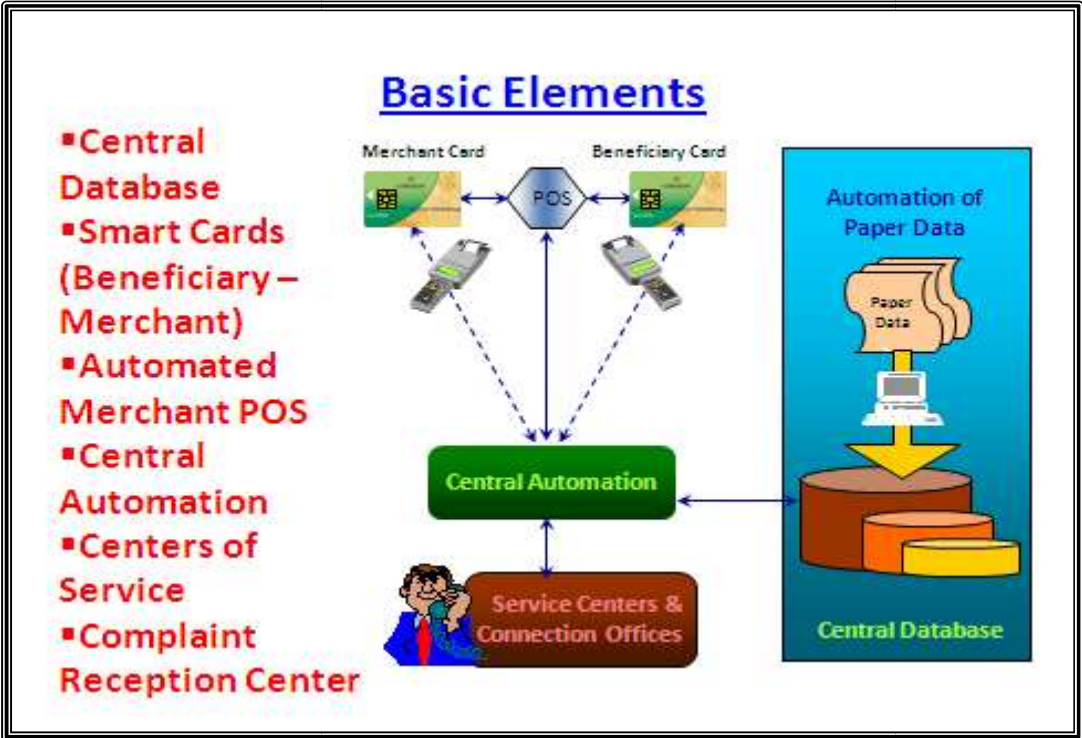 Basic Elements
▪Central
Database
▪Smart Cards
(Beneficiary –
Merchant)
▪Automated
Merchant POS
▪Central
Automation
▪Centers of
Service
▪Complaint
Reception Center
Merchant Card
Beneficiary Card
POS
Central Automation
Service Centers &
Connection Offices
Automation of
Paper Data
Paper
Data
Central Database